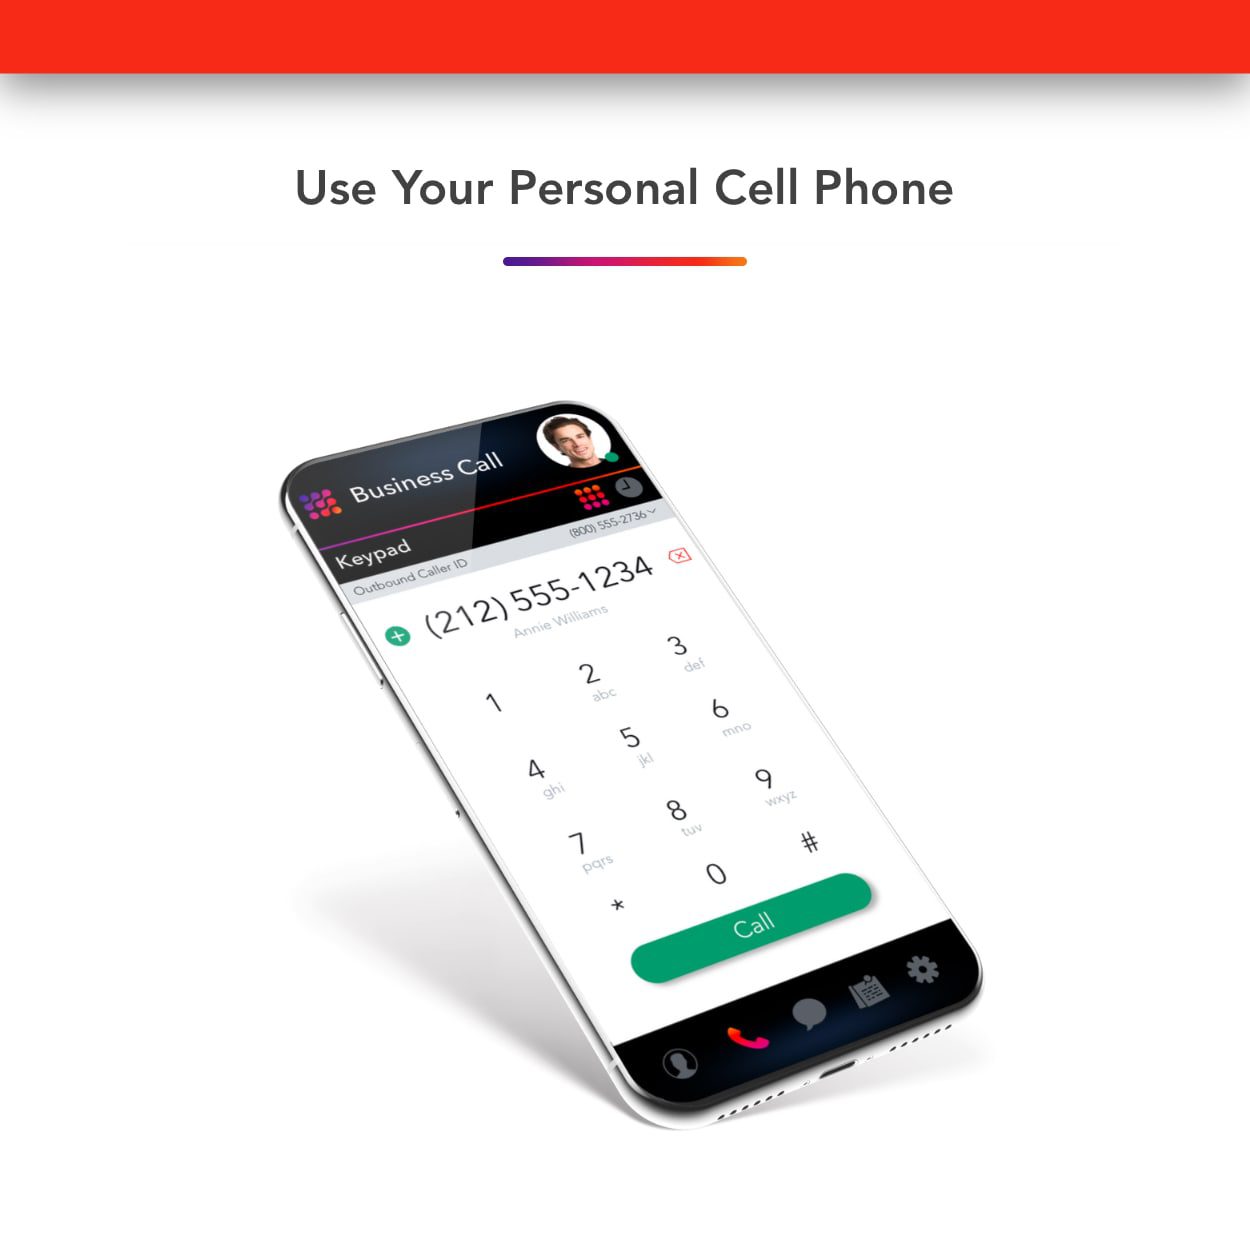 Use Your Personal Cell Phone
Business Call
Keypad
Outbound Caller ID (800) 555-2736
(212) 555-1234
Annie Williams
1 2 3
abc def
4 5 6
ghi jkl mno
7 8 9
pqrs tuv wxyz
* 0 #
Call